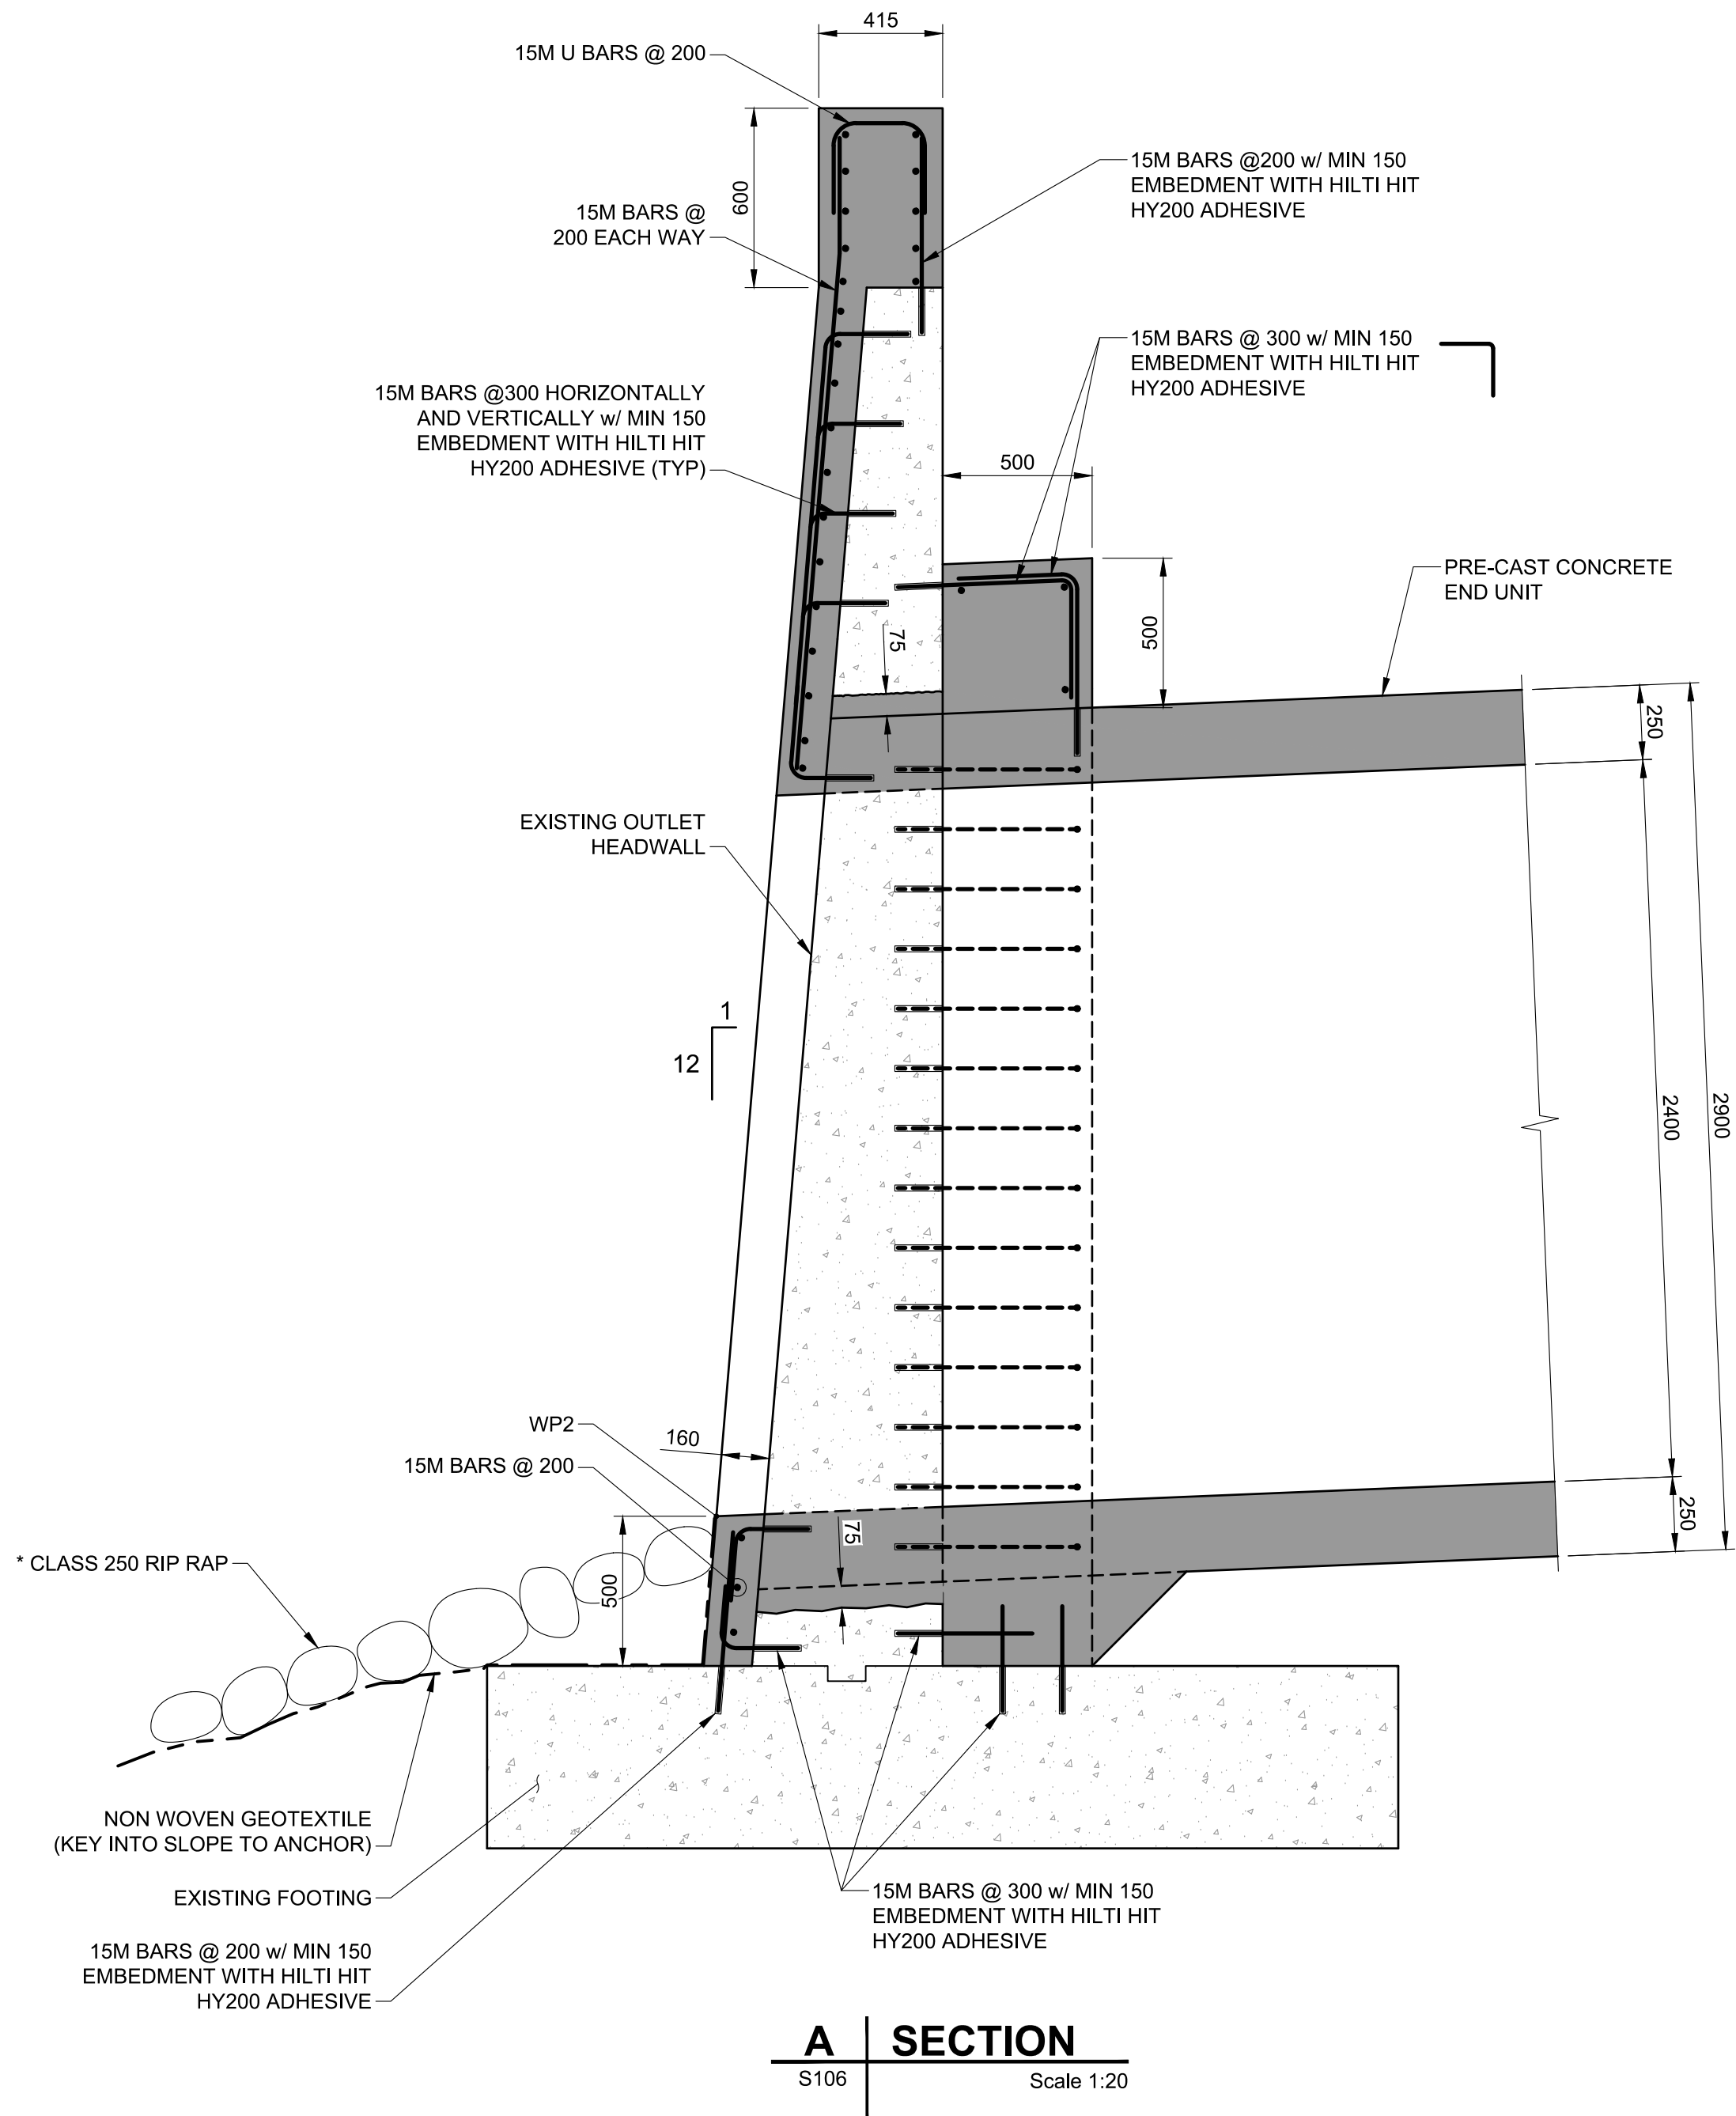 415
15M U BARS @ 200
600
15M BARS @200 w/ MIN 150
EMBEDMENT WITH HILTI HIT
HY200 ADHESIVE
15M BARS @
200 EACH WAY
15M BARS @ 300 w/ MIN 150
EMBEDMENT WITH HILTI HIT
HY200 ADHESIVE
15M BARS @300 HORIZONTALLY
AND VERTICALLY w/ MIN 150
EMBEDMENT WITH HILTI HIT
HY200 ADHESIVE (TYP)
500
PRE-CAST CONCRETE
END UNIT
500
75
250
EXISTING OUTLET
HEADWALL
1
12
2400
2900
WP2
160
15M BARS @ 200
250
75
* CLASS 250 RIP RAP
500
NON WOVEN GEOTEXTILE
(KEY INTO SLOPE TO ANCHOR)
EXISTING FOOTING
15M BARS @ 300 w/ MIN 150
EMBEDMENT WITH HILTI HIT
HY200 ADHESIVE
15M BARS @ 200 w/ MIN 150
EMBEDMENT WITH HILTI HIT
HY200 ADHESIVE
A SECTION
S106 Scale 1:20